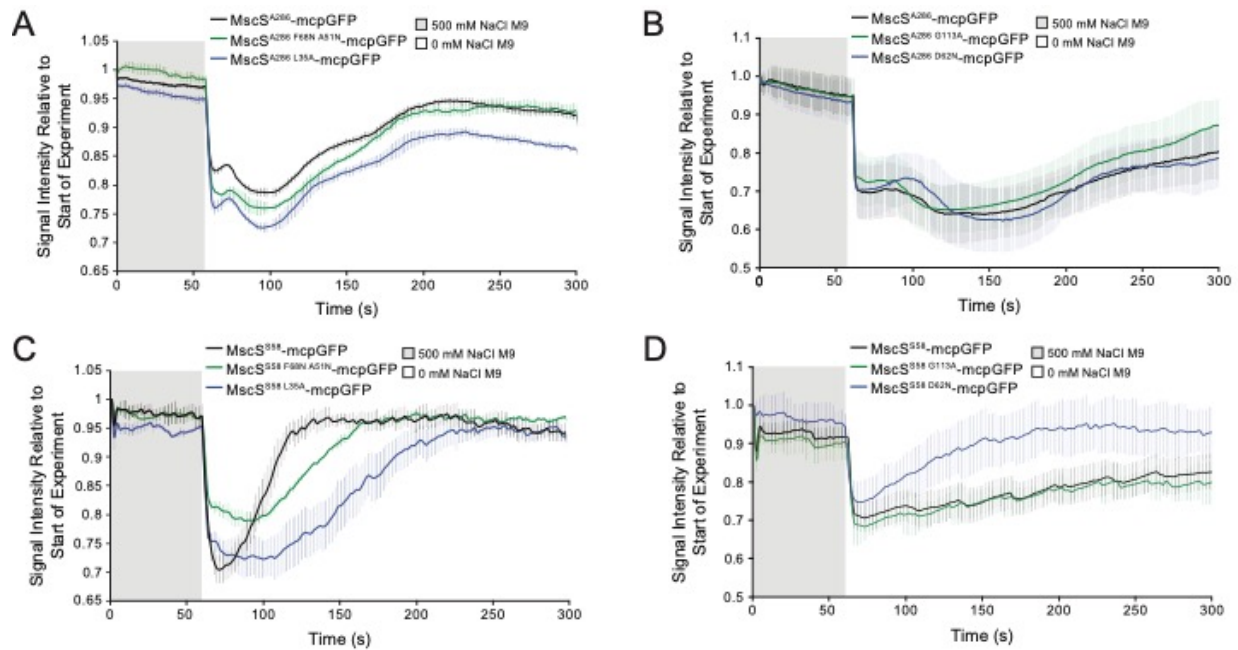 A
MscS^A286-mcpGFP
MscS^A286 F68N A51N-mcpGFP
MscS^A286 L35A-mcpGFP
500 mM NaCl M9
0 mM NaCl M9
Signal Intensity Relative to
Start of Experiment
1.05
1
0.95
0.9
0.85
0.8
0.75
0.7
0.65
0 50 100 150 200 250 300
Time (s)
B
MscS^A286-mcpGFP
MscS^A286 G113A-mcpGFP
MscS^A286 D62N-mcpGFP
500 mM NaCl M9
0 mM NaCl M9
Signal Intensity Relative to
Start of Experiment
1.1
1.0
0.9
0.8
0.7
0.6
0.5
0 50 100 150 200 250 300
Time (s)
C
MscS^S58-mcpGFP
MscS^S58 F68N A51N-mcpGFP
MscS^S58 L35A-mcpGFP
500 mM NaCl M9
0 mM NaCl M9
Signal Intensity Relative to
Start of Experiment
1.05
1
0.95
0.9
0.85
0.8
0.75
0.7
0.65
0 50 100 150 200 250 300
Time (s)
D
MscS^S58-mcpGFP
MscS^S58 G113A-mcpGFP
MscS^S58 D62N-mcpGFP
500 mM NaCl M9
0 mM NaCl M9
Signal Intensity Relative to
Start of Experiment
1.1
1.0
0.9
0.8
0.7
0.6
0.5
0 50 100 150 200 250 300
Time (s)